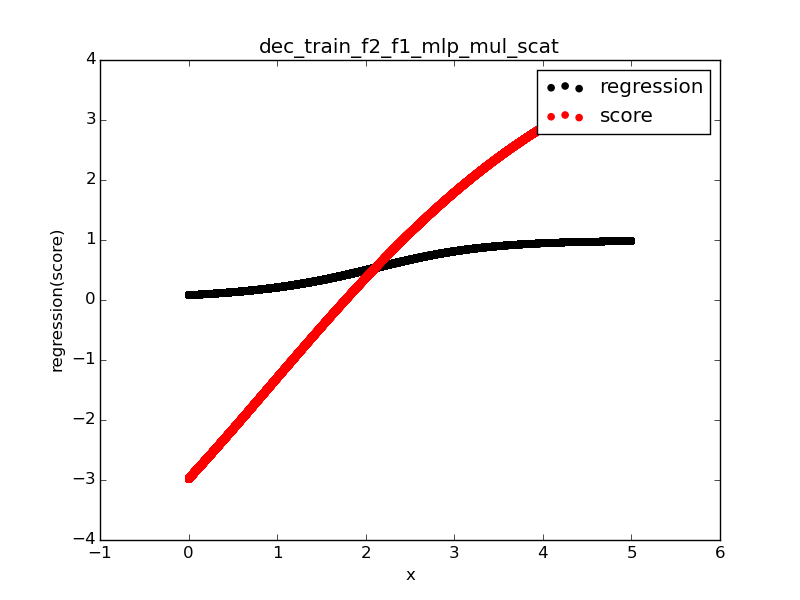 dec_train_f2_f1_mlp_mul_scat
regression
score
regression(score)
4
3
2
1
0
−1
−2
−3
−4
−1 0 1 2 3 4 5 6
x